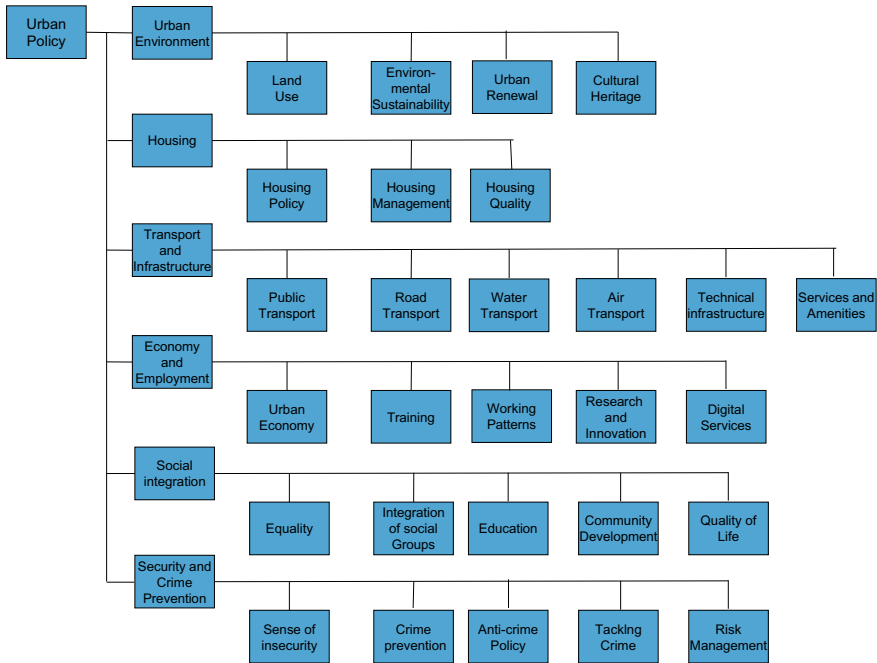 Urban
Policy
Urban
Environment
Land
Use
Environ-
mental
Sustainability
Urban
Renewal
Cultural
Heritage
Housing
Housing
Policy
Housing
Management
Housing
Quality
Transport
and
Infrastructure
Public
Transport
Road
Transport
Water
Transport
Air
Transport
Technical
infrastructure
Services and
Amenities
Economy
and
Employment
Urban
Economy
Training
Working
Patterns
Research
and
Innovation
Digital
Services
Social
integration
Equality
Integration
of social
Groups
Education
Community
Development
Quality of
Life
Security and
Crime
Prevention
Sense of
insecurity
Crime
prevention
Anti-crime
Policy
TackIng
Crime
Risk
Management